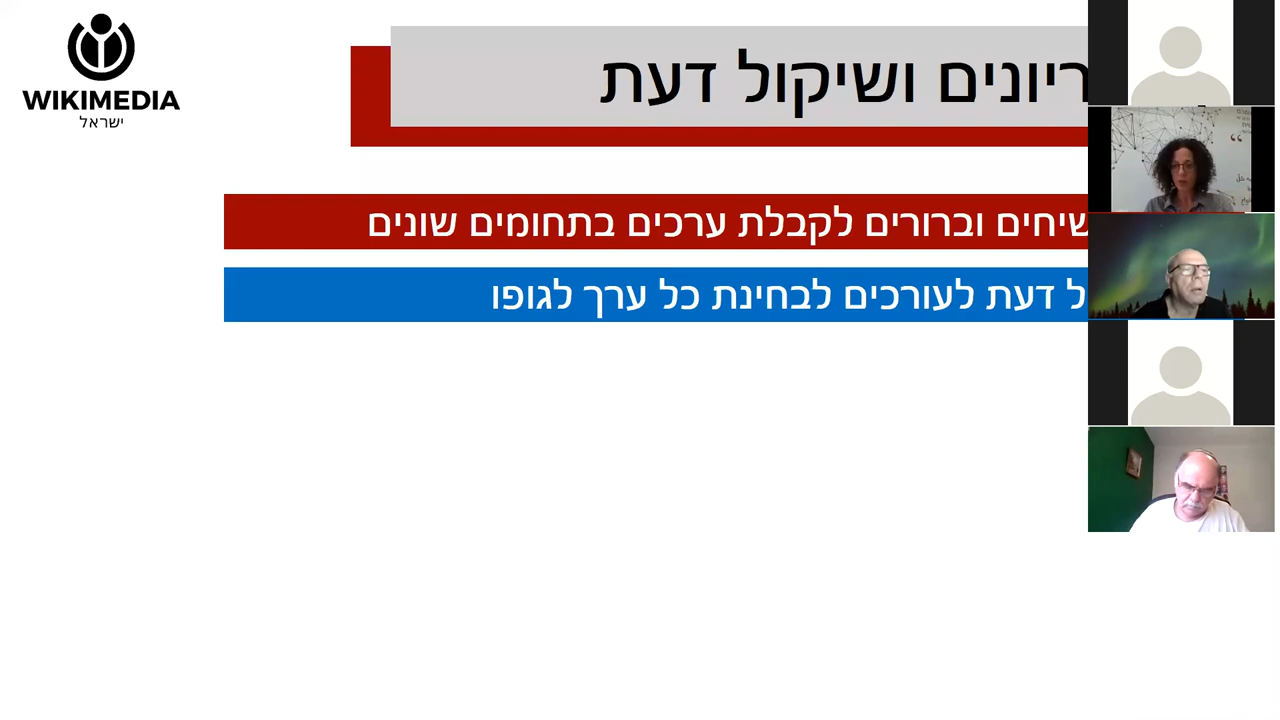 WIKIMEDIA
ישראל
ריונים ושיקול דעת
שיחים וברורים לקבלת ערכים בתחומים שונים
ל דעת לעורכים לבחינת כל ערך לגופו